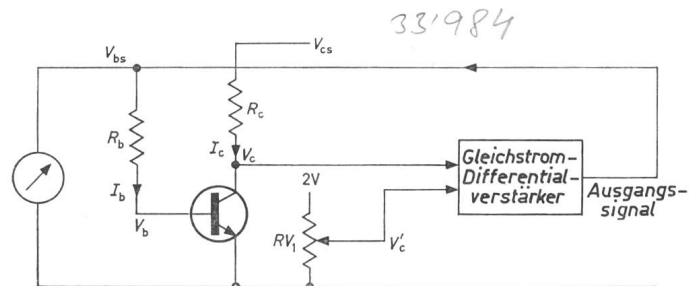 33'984
V_bs
V_cs
R_b
R_c
I_c
V_c
I_b
V_b
2V
RV_1
V'_c
Gleichstrom-
Differential-
verstärker
Ausgangs-
signal